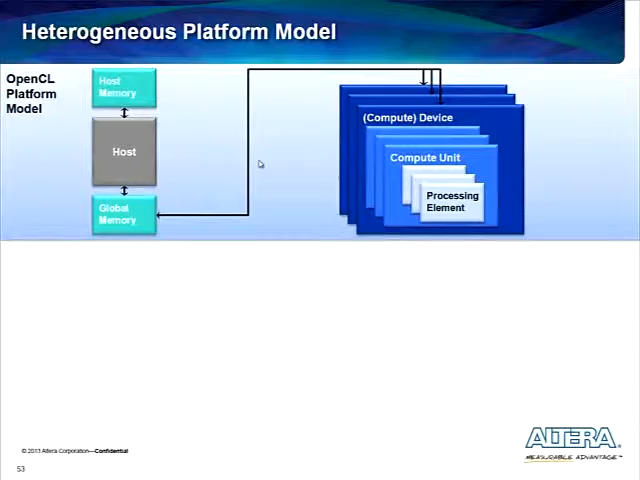 Heterogeneous Platform Model
OpenCL
Platform
Model
Host
Memory
Host
Global
Memory
(Compute) Device
Compute Unit
Processing
Element
© 2013 Altera Corporation—Confidential
ALTERA®
MEASURABLE ADVANTAGE™
53